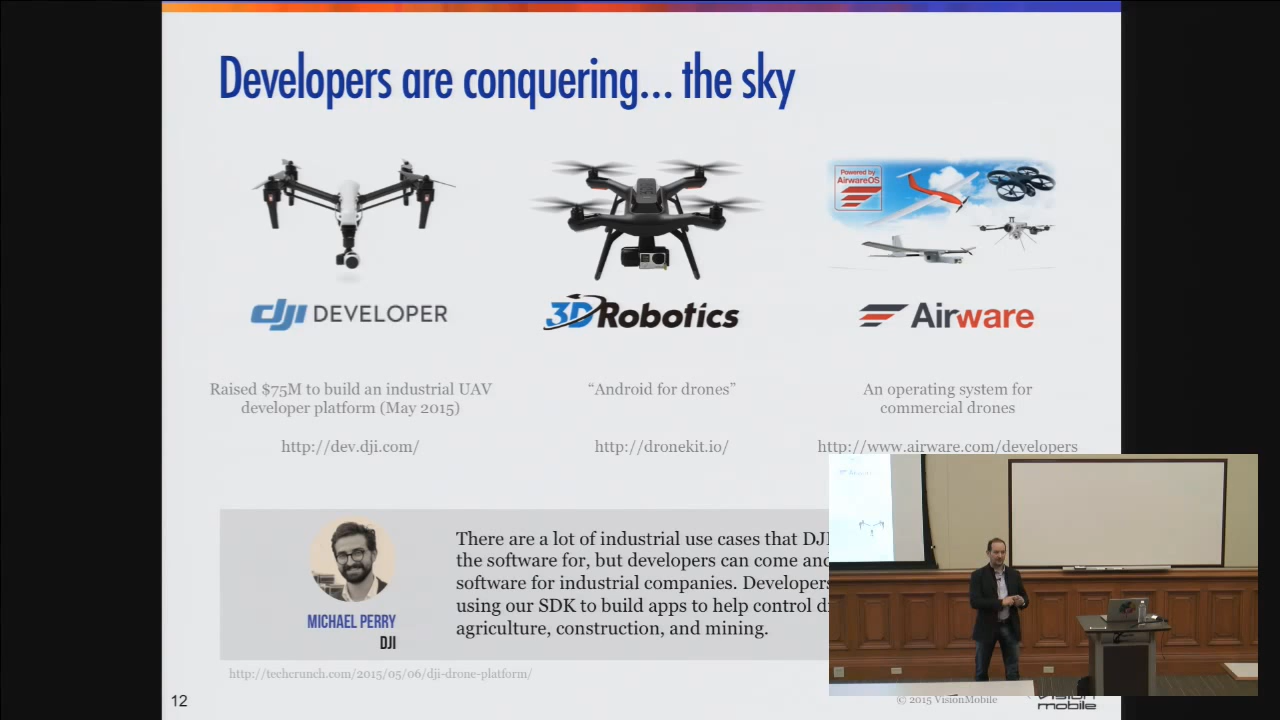 Developers are conquering... the sky
Powered by
AirwareOS
dji DEVELOPER
3DRobotics
Airware
Raised $75M to build an industrial UAV
developer platform (May 2015)
“Android for drones”
An operating system for
commercial drones
http://dev.dji.com/
http://dronekit.io/
http://www.airware.com/developers
There are a lot of industrial use cases that DJI
the software for, but developers can come and
software for industrial companies. Developers
using our SDK to build apps to help control
agriculture, construction, and mining.
MICHAEL PERRY
DJI
http://techcrunch.com/2015/05/06/dji-drone-platform/
12
© 2015 VisionMobile
vision
mobile